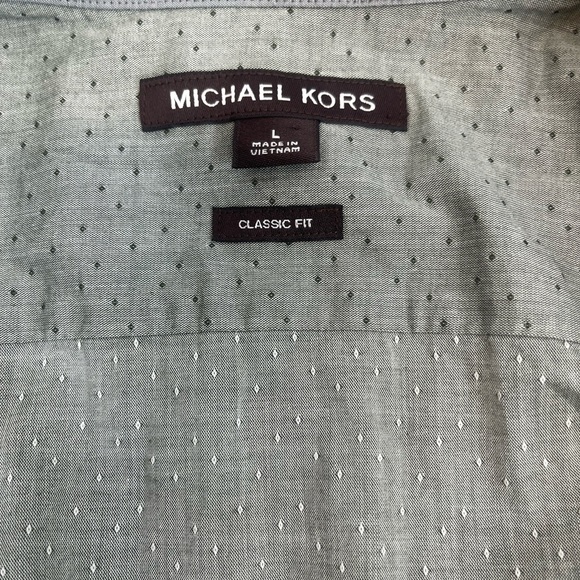 MICHAEL KORS
L
MADE IN
VIETNAM
CLASSIC FIT